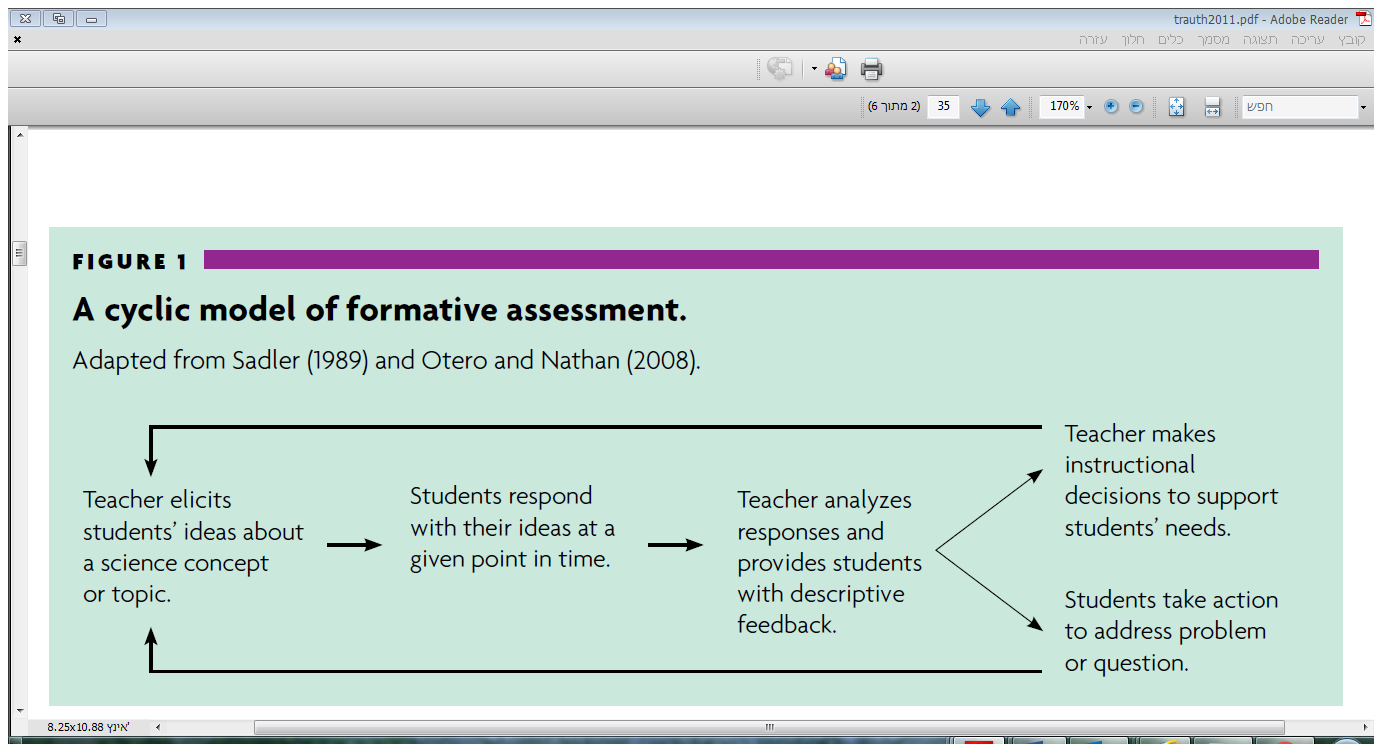 trauth2011.pdf - Adobe Reader
קובץ עריכה תצוגה מסמך כלים חלון עזרה
(2 מתוך 6) 35 170% חפש
FIGURE 1
A cyclic model of formative assessment.
Adapted from Sadler (1989) and Otero and Nathan (2008).
Teacher elicits
students’ ideas about
a science concept
or topic.
Students respond
with their ideas at a
given point in time.
Teacher analyzes
responses and
provides students
with descriptive
feedback.
Teacher makes
instructional
decisions to support
students’ needs.
Students take action
to address problem
or question.
8.25x10.88 אינץ'